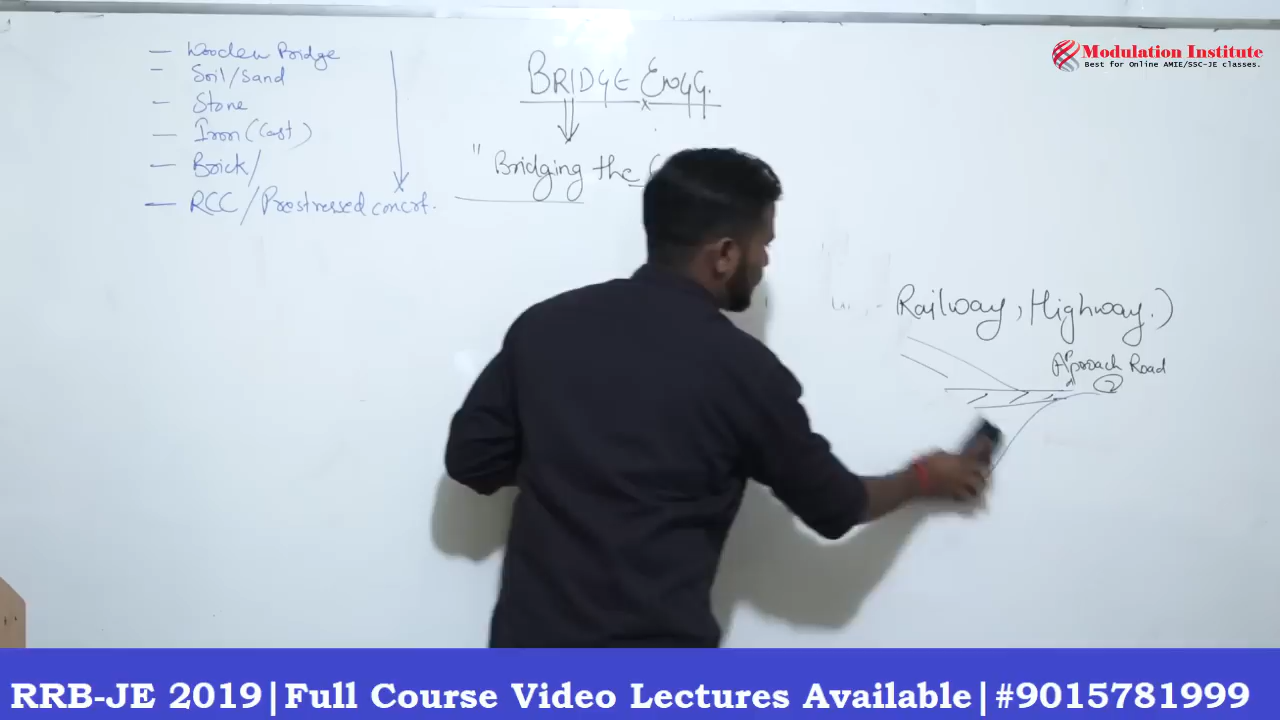 — Wooden Bridge
— Soil/Sand
— Stone
— Iron (Cast)
— Brick/
— RCC/Prestressed concrt.
BRIDGE ENGG.
" Bridging the
Railway, Highway.)
Approach Road
2
Modulation Institute
Best for Online AMIE/SSC-JE classes.
RRB-JE 2019|Full Course Video Lectures Available|#9015781999